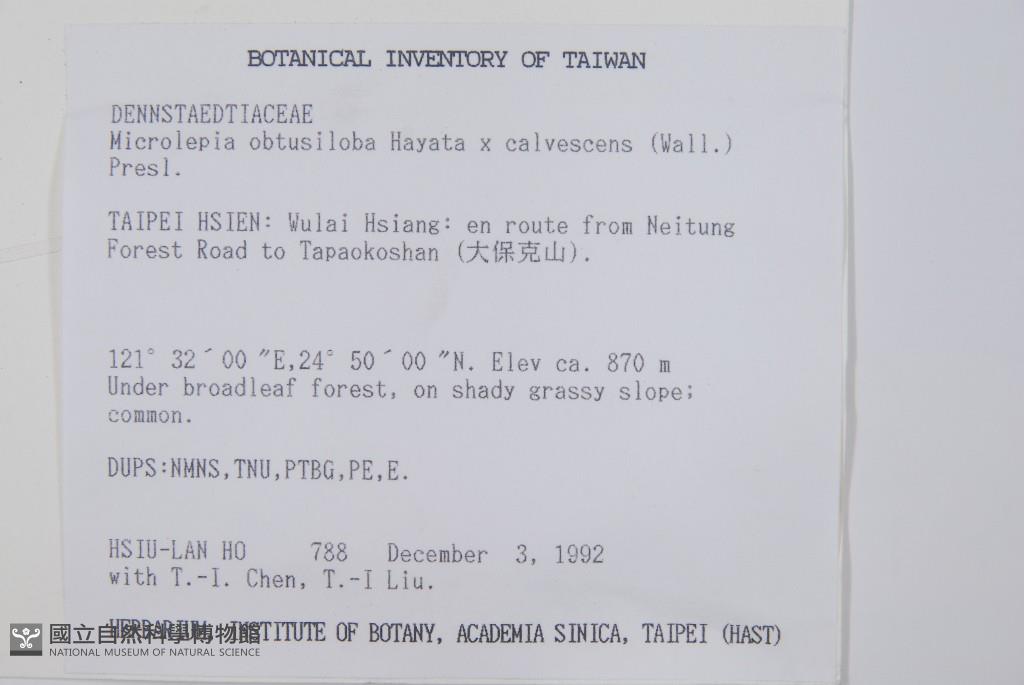 BOTANICAL INVENTORY OF TAIWAN
DENNSTAEDTIACEAE
Microlepia obtusiloba Hayata x calvescens (Wall.)
Presl.
TAIPEI HSIEN: Wulai Hsiang: en route from Neitung
Forest Road to Tapaokoshan (大保克山).
121° 32´00 ″E,24° 50´00 ″N. Elev ca. 870 m
Under broadleaf forest, on shady grassy slope;
common.
DUPS:NMNS,TNU,PTBG,PE,E.
HSIU-LAN HO 788 December 3, 1992
with T.-I. Chen, T.-I Liu.
HERBARIUM, INSTITUTE OF BOTANY, ACADEMIA SINICA, TAIPEI (HAST)
國立自然科學博物館
NATIONAL MUSEUM OF NATURAL SCIENCE